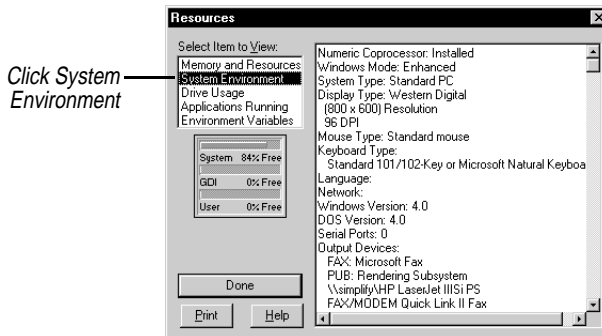 Resources
Click System
Environment
Select Item to View:
Memory and Resources
System Environment
Drive Usage
Applications Running
Environment Variables
System 84% Free
GDI 0% Free
User 0% Free
Done
Print Help
Numeric Coprocessor: Installed
Windows Mode: Enhanced
System Type: Standard PC
Display Type: Western Digital
(800 x 600) Resolution
96 DPI
Mouse Type: Standard mouse
Keyboard Type:
Standard 101/102-Key or Microsoft Natural Keyboa
Language:
Network:
Windows Version: 4.0
DOS Version: 4.0
Serial Ports: 0
Output Devices:
FAX: Microsoft Fax
PUB: Rendering Subsystem
\\simplify\HP LaserJet IIISi PS
FAX/MODEM Quick Link II Fax